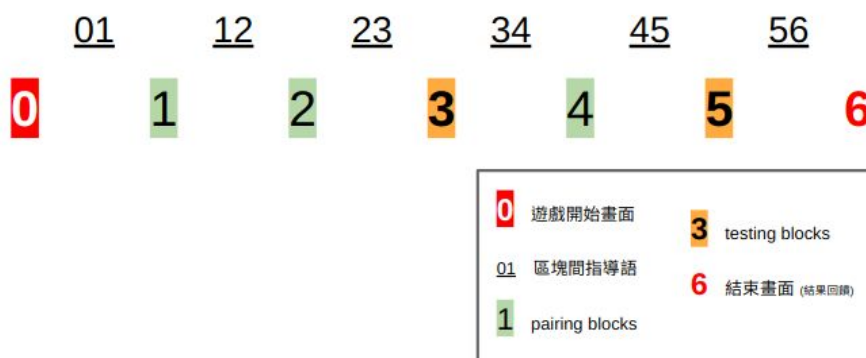 01 12 23 34 45 56
0 1 2 3 4 5 6
0 遊戲開始畫面
3 testing blocks
01 區塊間指導語
6 結束畫面 (結果回饋)
1 pairing blocks